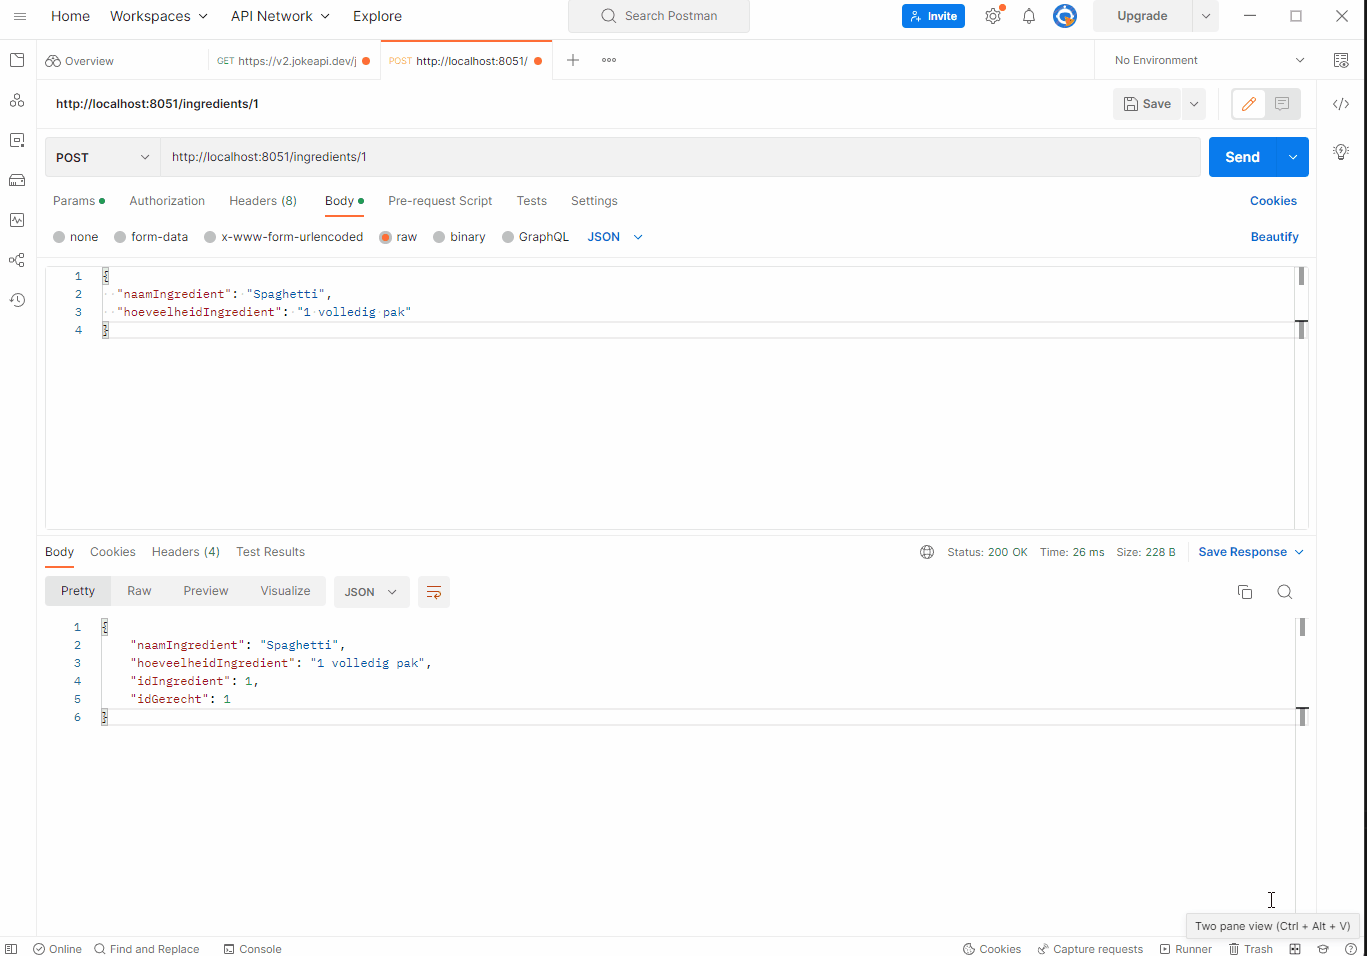 Home Workspaces API Network Explore Search Postman Invite Upgrade
Overview GET https://v2.jokeapi.dev/j POST http://localhost:8051/ No Environment
http://localhost:8051/ingredients/1 Save
POST http://localhost:8051/ingredients/1 Send
Params Authorization Headers (8) Body Pre-request Script Tests Settings Cookies
none form-data x-www-form-urlencoded raw binary GraphQL JSON Beautify
1 {
2 "naamIngredient": "Spaghetti",
3 "hoeveelheidIngredient": "1 volledig pak"
4 }
Body Cookies Headers (4) Test Results Status: 200 OK Time: 26 ms Size: 228 B Save Response
Pretty Raw Preview Visualize JSON
1 {
2 "naamIngredient": "Spaghetti",
3 "hoeveelheidIngredient": "1 volledig pak",
4 "idIngredient": 1,
5 "idGerecht": 1
6 }
Two pane view (Ctrl + Alt + V)
Online Find and Replace Console Cookies Capture requests Runner Trash